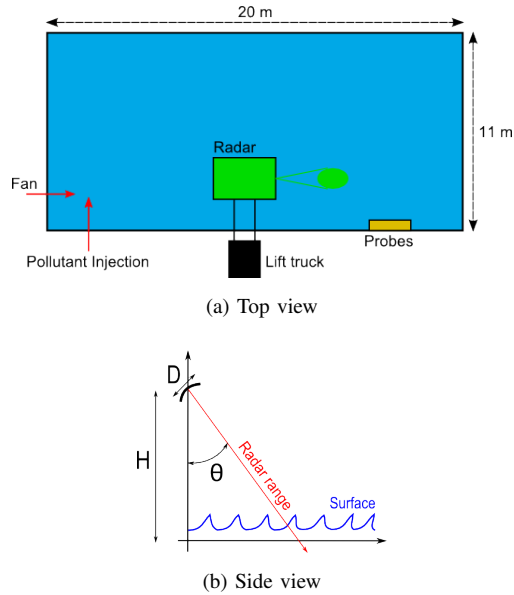 20 m
11 m
Radar
Fan
Pollutant Injection
Lift truck
Probes
(a) Top view
D
H
θ
Radar range
Surface
(b) Side view